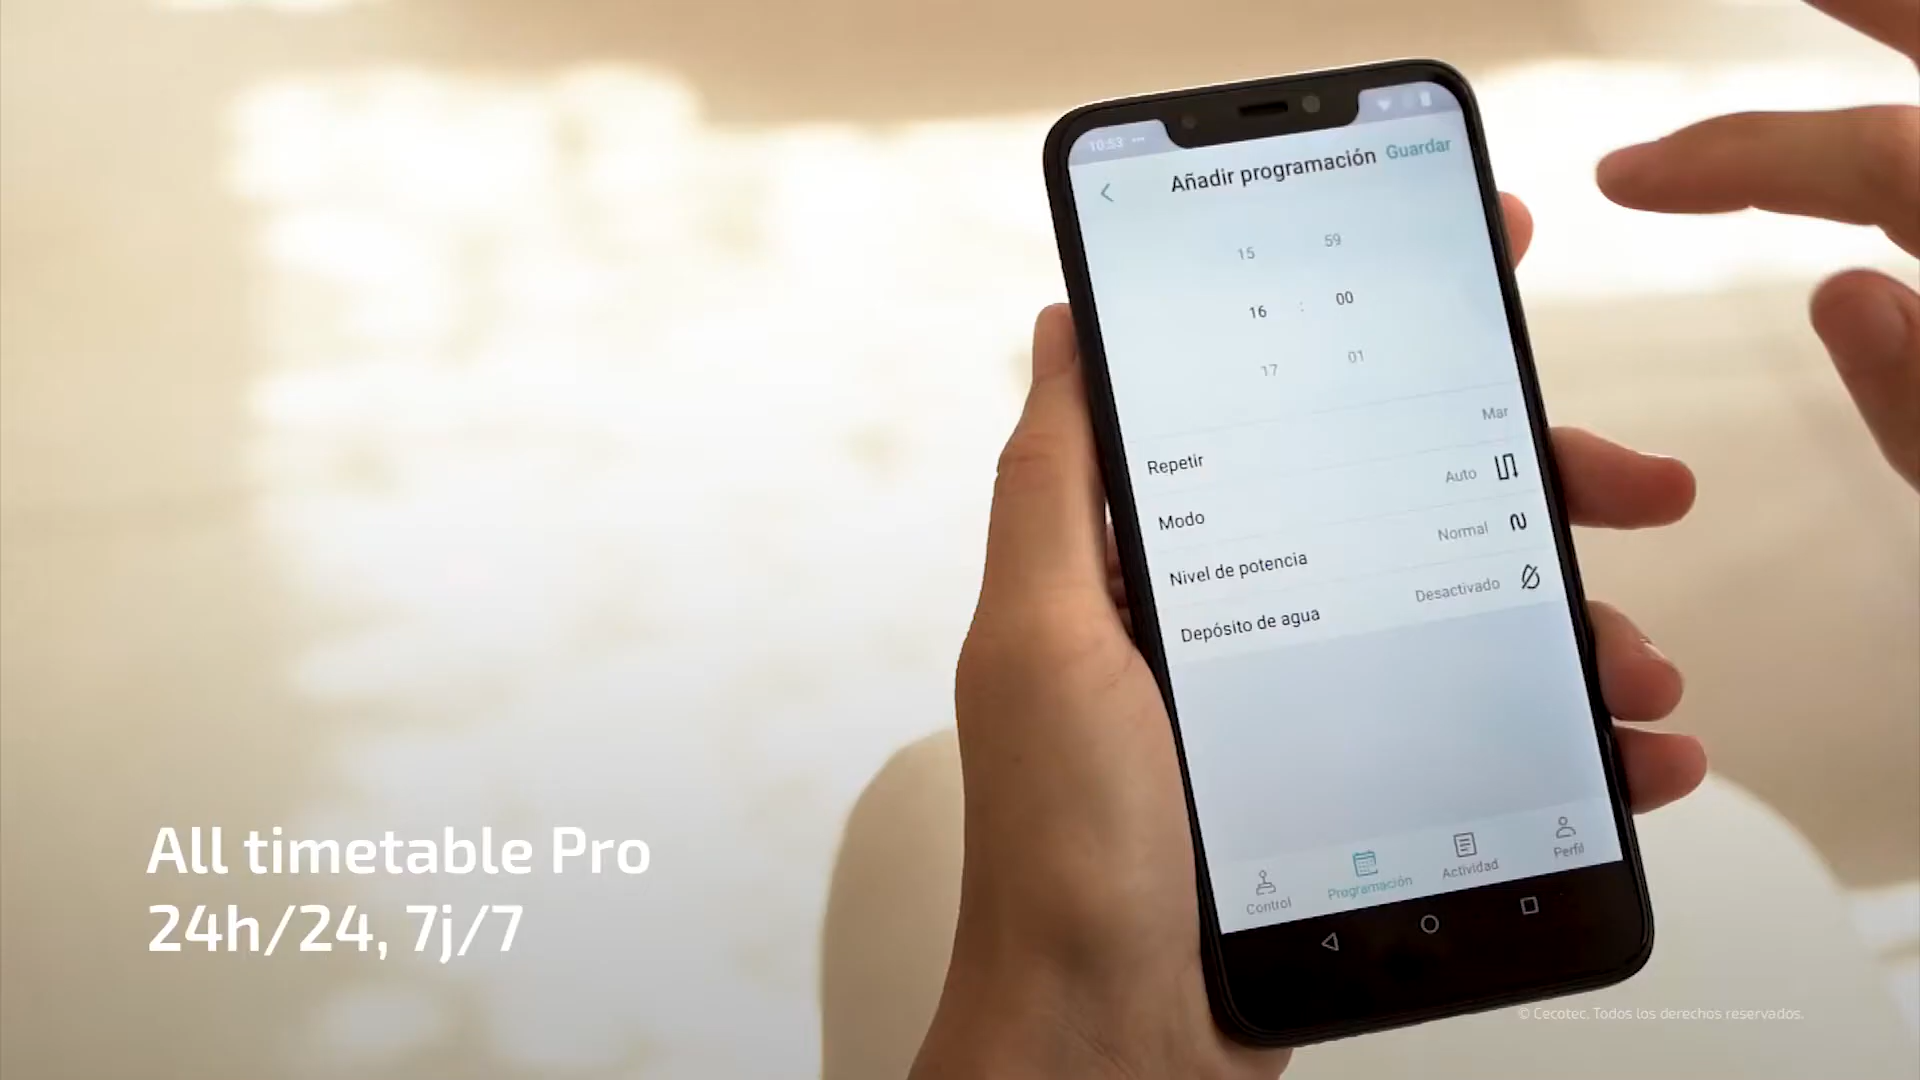 10:53 ...
Añadir programación Guardar
15 59
16 : 00
17 01
Repetir Mar
Modo Auto
Nivel de potencia Normal
Depósito de agua Desactivado
Control Programación Actividad Perfil
All timetable Pro
24h/24, 7j/7
© Cecotec. Todos los derechos reservados.